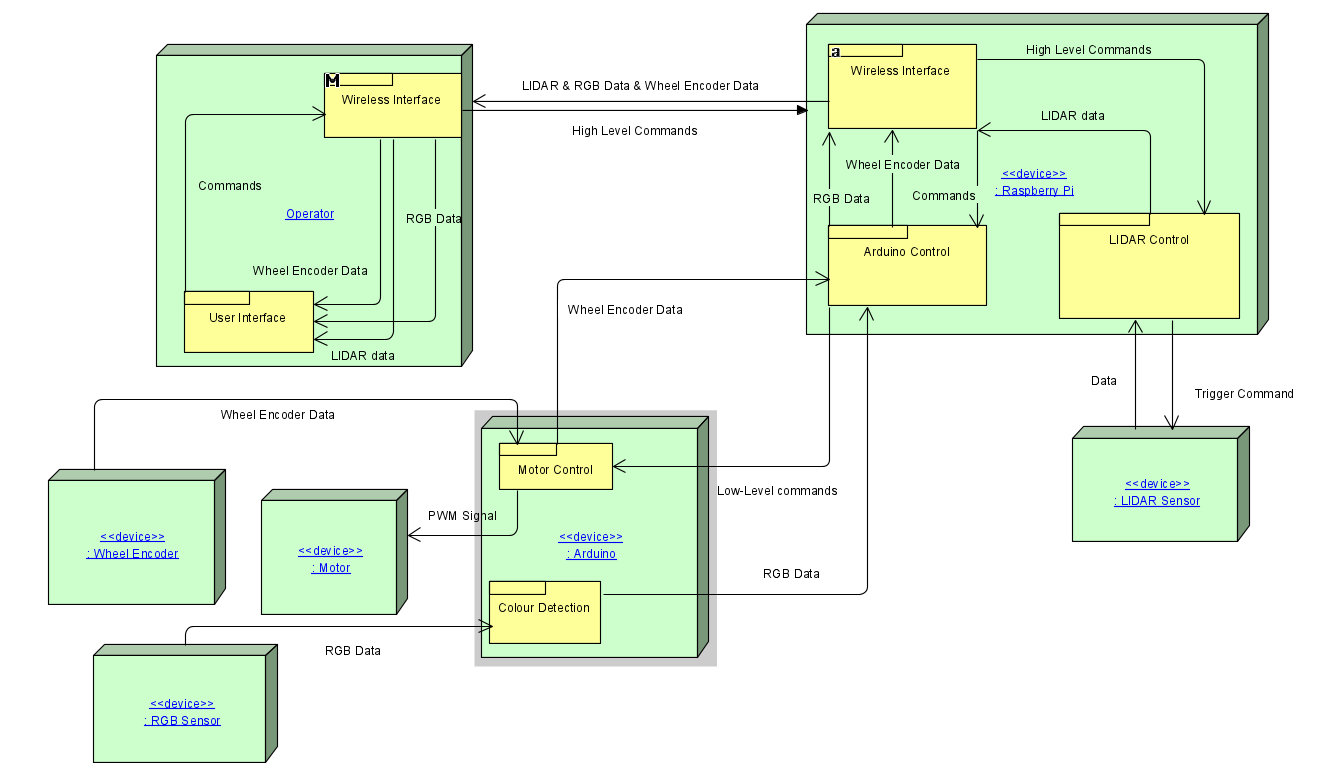 M
Wireless Interface
Commands
Operator
RGB Data
Wheel Encoder Data
User Interface
LIDAR data
LIDAR & RGB Data & Wheel Encoder Data
High Level Commands
a
Wireless Interface
High Level Commands
LIDAR data
Wheel Encoder Data
<<device>>
: Raspberry Pi
RGB Data
Commands
Arduino Control
LIDAR Control
Wheel Encoder Data
Data
Trigger Command
Wheel Encoder Data
Motor Control
Low-Level commands
<<device>>
: LIDAR Sensor
PWM Signal
<<device>>
: Wheel Encoder
<<device>>
: Motor
<<device>>
: Arduino
RGB Data
Colour Detection
RGB Data
<<device>>
: RGB Sensor